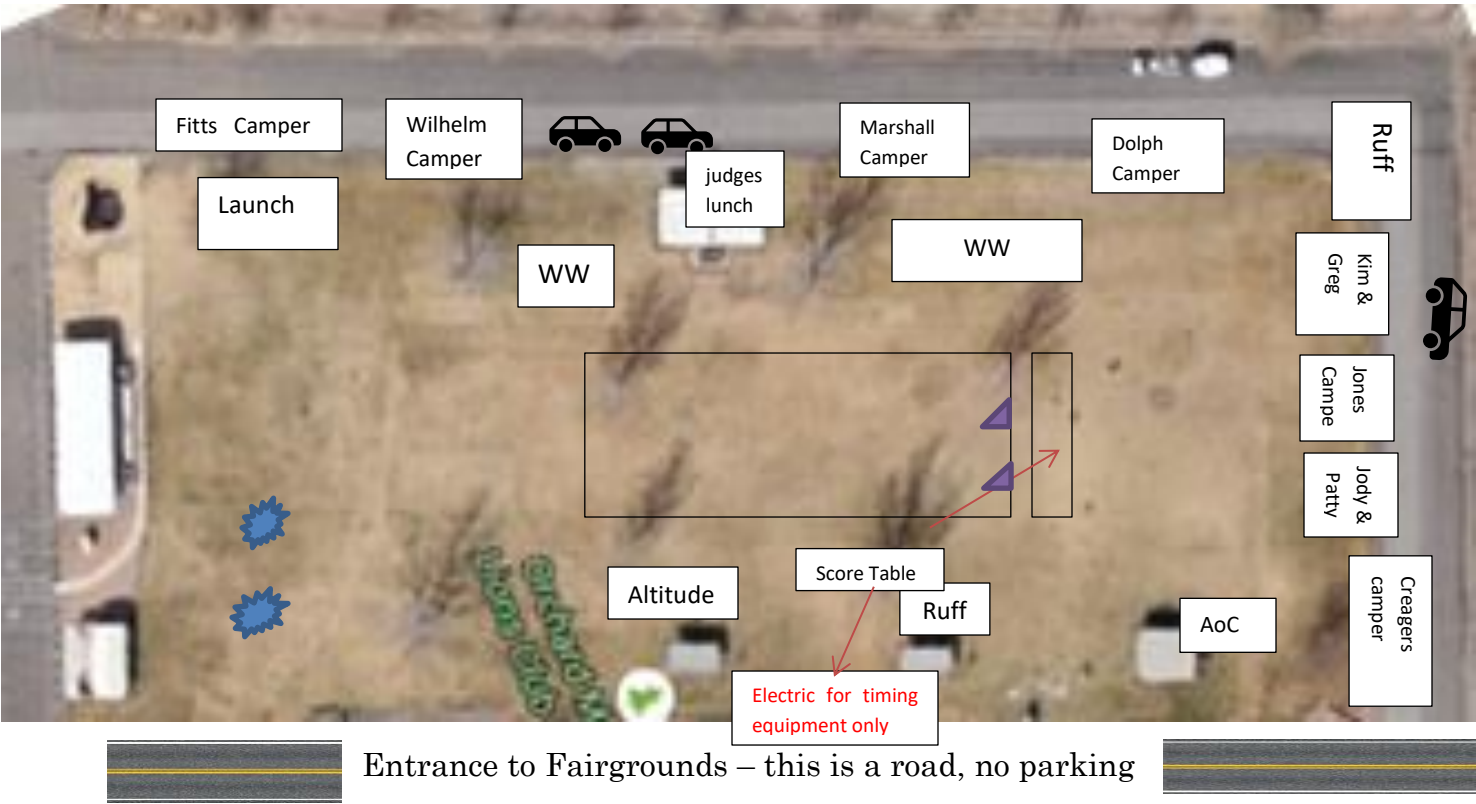 Fitts Camper
Wilhelm
Camper
judges
lunch
Marshall
Camper
Dolph
Camper
Ruff
Launch
WW
WW
Kim &
Greg
Jones
Campe
Jody &
Patty
Creagers
camper
Altitude
Score Table
Ruff
AoC
Electric for timing
equipment only
Entrance to Fairgrounds – this is a road, no parking